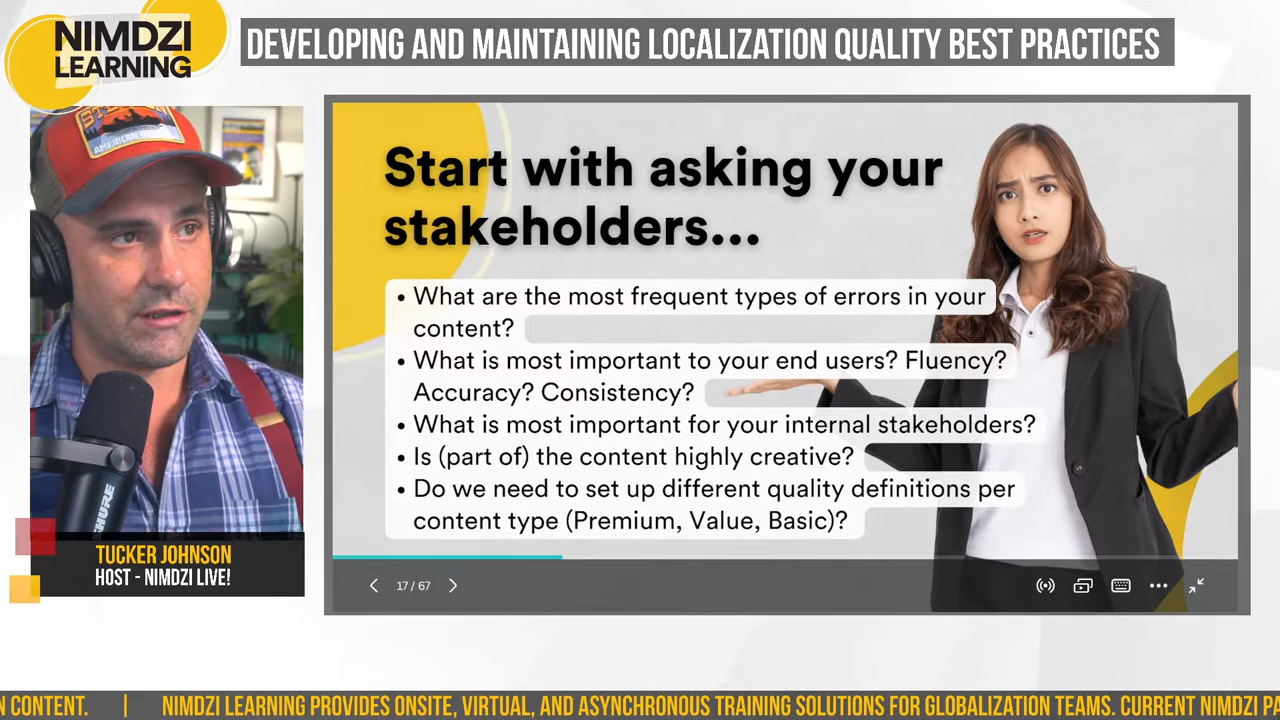 NIMDZI
LEARNING
DEVELOPING AND MAINTAINING LOCALIZATION QUALITY BEST PRACTICES
AMERICAN
Start with asking your
stakeholders...
• What are the most frequent types of errors in your
content?
• What is most important to your end users? Fluency?
Accuracy? Consistency?
• What is most important for your internal stakeholders?
• Is (part of) the content highly creative?
• Do we need to set up different quality definitions per
content type (Premium, Value, Basic)?
SHURE
TUCKER JOHNSON
HOST - NIMDZI LIVE!
17 / 67
N CONTENT. | NIMDZI LEARNING PROVIDES ONSITE, VIRTUAL, AND ASYNCHRONOUS TRAINING SOLUTIONS FOR GLOBALIZATION TEAMS. CURRENT NIMDZI PA